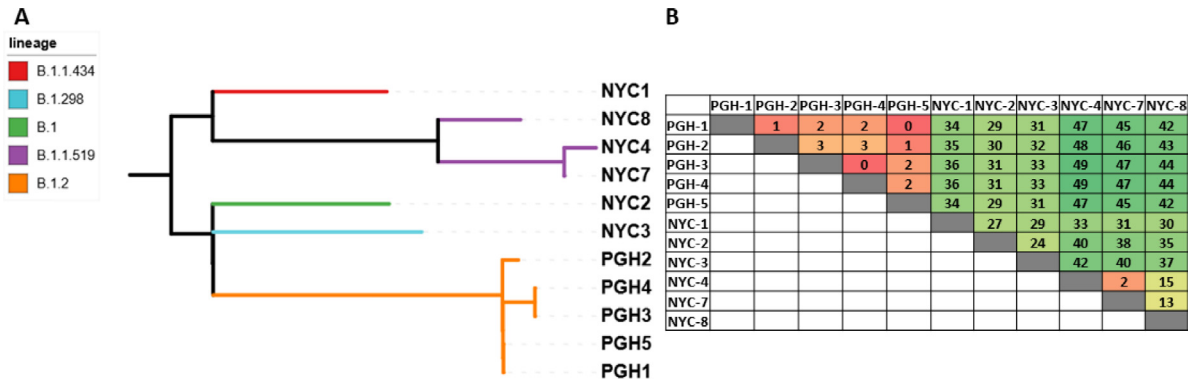 A
lineage
B.1.1.434
B.1.298
B.1
B.1.1.519
B.1.2
NYC1
NYC8
NYC4
NYC7
NYC2
NYC3
PGH2
PGH4
PGH3
PGH5
PGH1
B
PGH-1 PGH-2 PGH-3 PGH-4 PGH-5 NYC-1 NYC-2 NYC-3 NYC-4 NYC-7 NYC-8
PGH-1 1 2 2 0 34 29 31 47 45 42
PGH-2 3 3 1 35 30 32 48 46 43
PGH-3 0 2 36 31 33 49 47 44
PGH-4 2 36 31 33 49 47 44
PGH-5 34 29 31 47 45 42
NYC-1 27 29 33 31 30
NYC-2 24 40 38 35
NYC-3 42 40 37
NYC-4 2 15
NYC-7 13
NYC-8